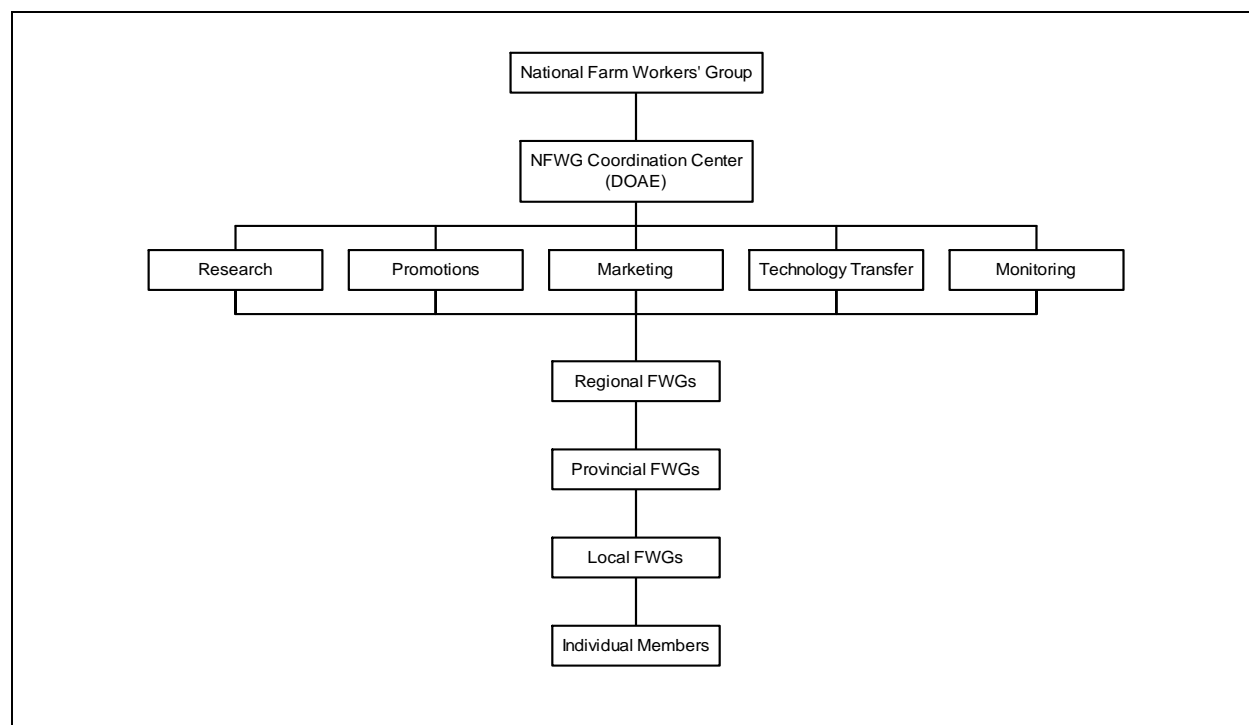 National Farm Workers' Group
NFWG Coordination Center
(DOAE)
Research
Promotions
Marketing
Technology Transfer
Monitoring
Regional FWGs
Provincial FWGs
Local FWGs
Individual Members